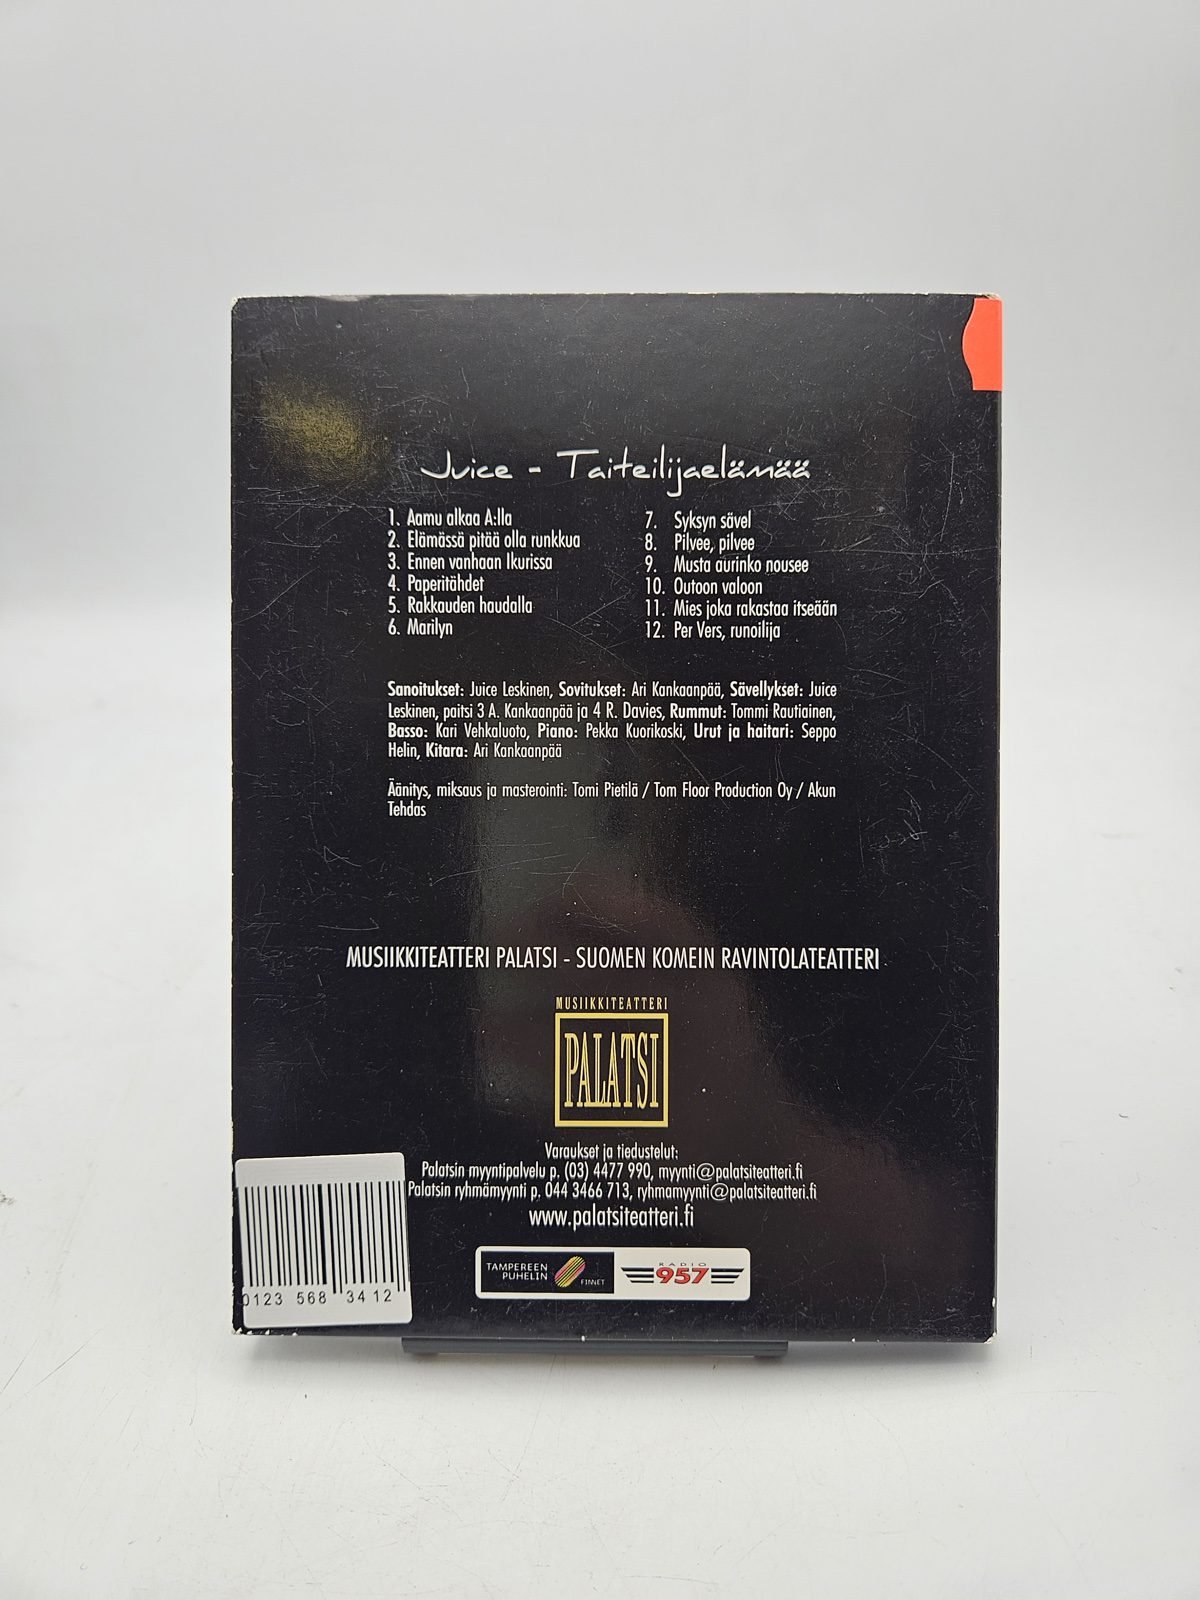 Juice - Taiteilijaelämää
1. Aamu alkaa A:lla
2. Elämässä pitää olla runkkua
3. Ennen vanhaan Ikurissa
4. Paperitähdet
5. Rakkauden haudalla
6. Marilyn
7. Syksyn sävel
8. Pilvee, pilvee
9. Musta aurinko nousee
10. Outoon valoon
11. Mies joka rakastaa itseään
12. Per Vers, runoilija
Sanoitukset: Juice Leskinen, Sovitukset: Ari Kankaanpää, Sävellykset: Juice
Leskinen, paitsi 3 A. Kankaanpää ja 4 R. Davies, Rummut: Tommi Rautiainen,
Basso: Kari Vehkaluoto, Piano: Pekka Kuorikoski, Urut ja haitari: Seppo
Helin, Kitara: Ari Kankaanpää
Äänitys, miksaus ja masterointi: Tomi Pietilä / Tom Floor Production Oy / Akun
Tehdas
MUSIIKKITEATTERI PALATSI - SUOMEN KOMEIN RAVINTOLATEATTERI
MUSIIKKITEATTERI
PALATSI
Varaukset ja tiedustelut:
Palatsin myyntipalvelu p. (03) 4477 990, myynti@palatsiteatteri.fi
Palatsin ryhmämyynti p. 044 3466 713, ryhmamyynti@palatsiteatteri.fi
www.palatsiteatteri.fi
TAMPEREEN
PUHELIN
FINNET
RADIO
957
0123 568 3412